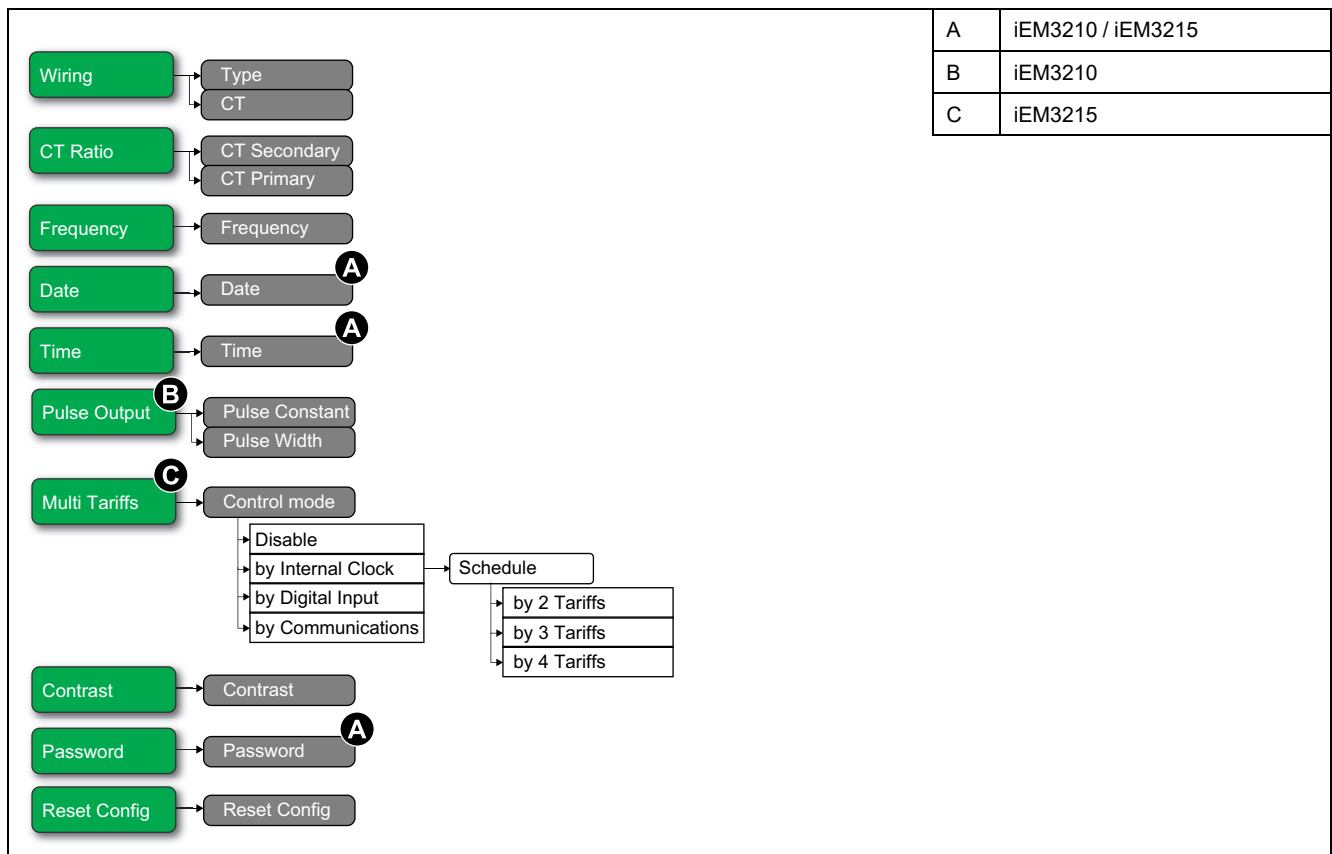 A iEM3210 / iEM3215
B iEM3210
C iEM3215
Wiring Type
CT
CT Ratio CT Secondary
CT Primary
Frequency Frequency
A
Date Date
A
Time Time
B
Pulse Output Pulse Constant
Pulse Width
C
Multi Tariffs Control mode
Disable
by Internal Clock Schedule
by Digital Input by 2 Tariffs
by Communications by 3 Tariffs
by 4 Tariffs
Contrast Contrast
A
Password Password
Reset Config Reset Config